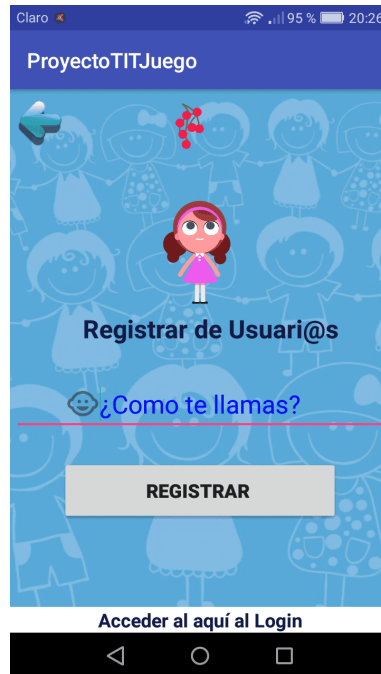 Claro 95 % 20:26
ProyectoTITJuego
Registrar de Usuari@s
¿Como te llamas?
REGISTRAR
Acceder al aquí al Login